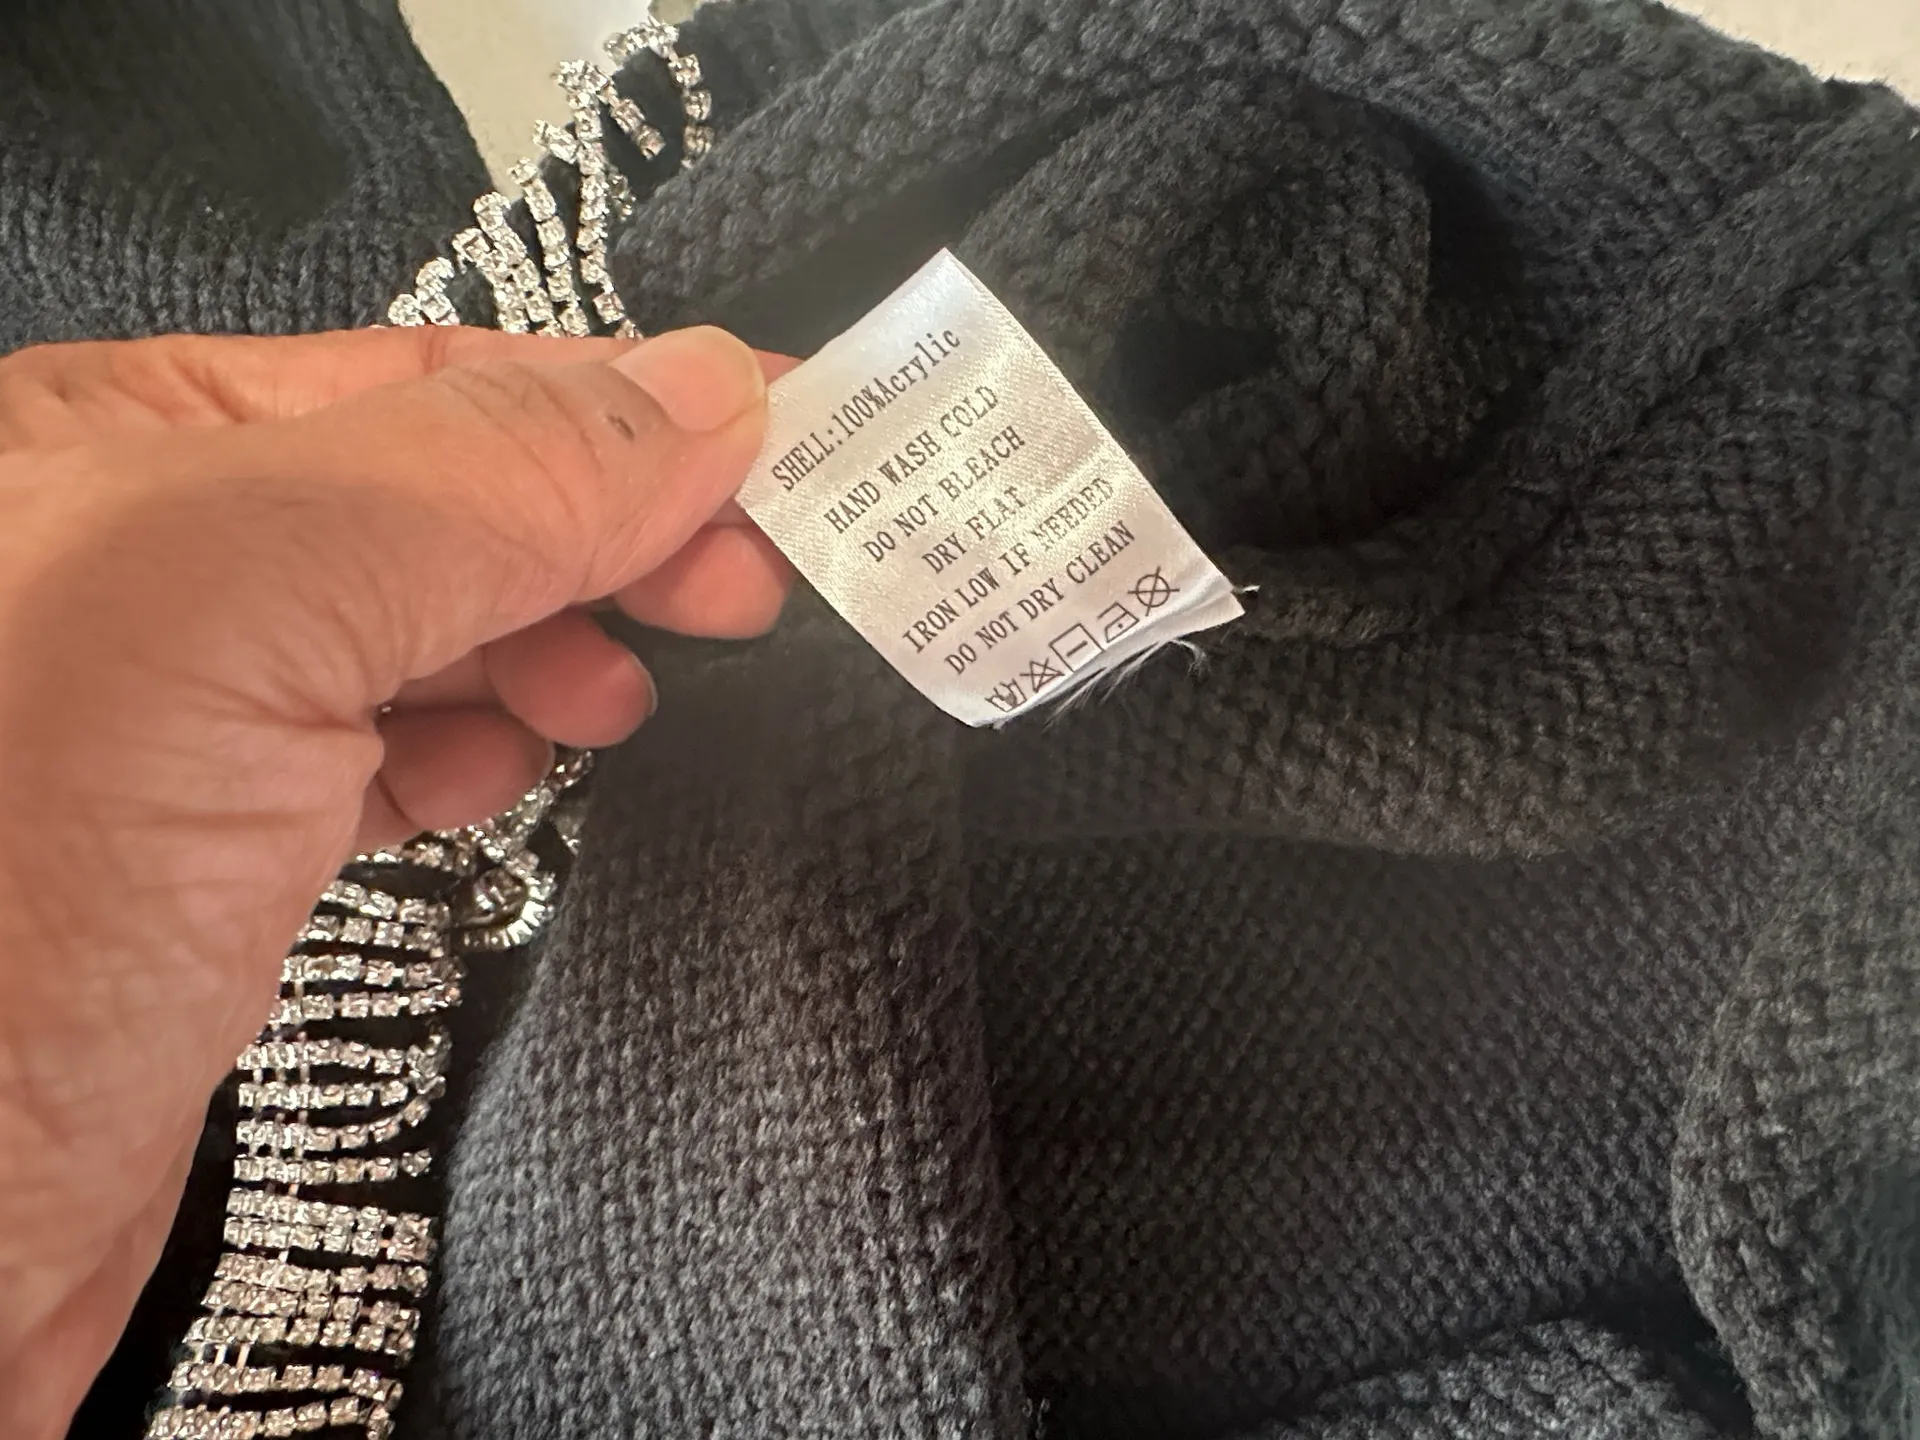 SHELL:100%Acrylic
HAND WASH COLD
DO NOT BLEACH
DRY FLAT
IRON LOW IF NEEDED
DO NOT DRY CLEAN